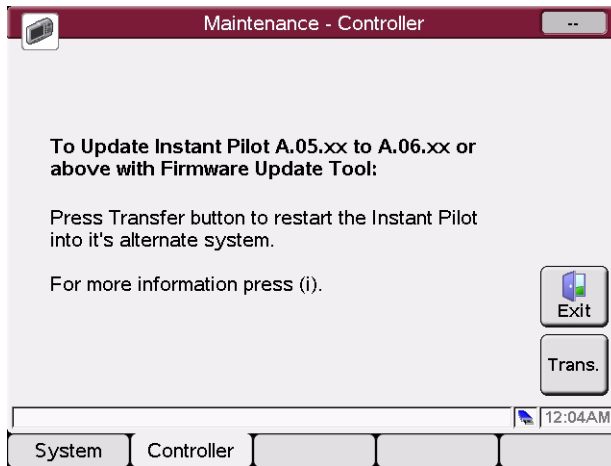 Maintenance - Controller
--
To Update Instant Pilot A.05.xx to A.06.xx or
above with Firmware Update Tool:
Press Transfer button to restart the Instant Pilot
into it's alternate system.
For more information press (i).
Exit
Trans.
12:04AM
System
Controller